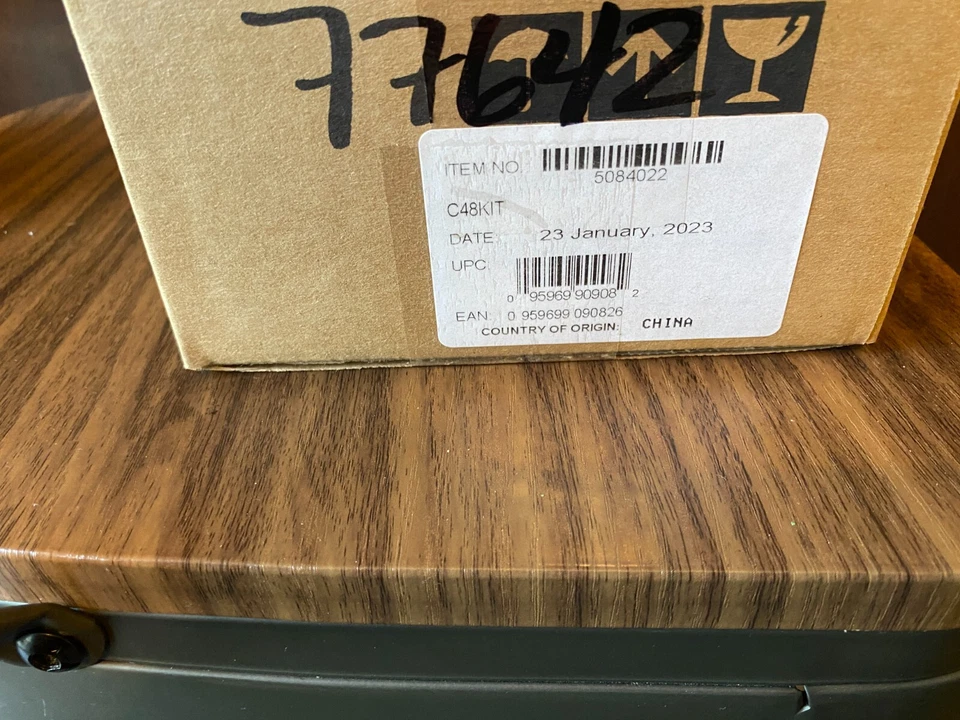 77642
ITEM NO.
5084022
C48KIT
DATE: 23 January, 2023
UPC
0 95969 90908 2
EAN: 0 959699 090826
COUNTRY OF ORIGIN: CHINA